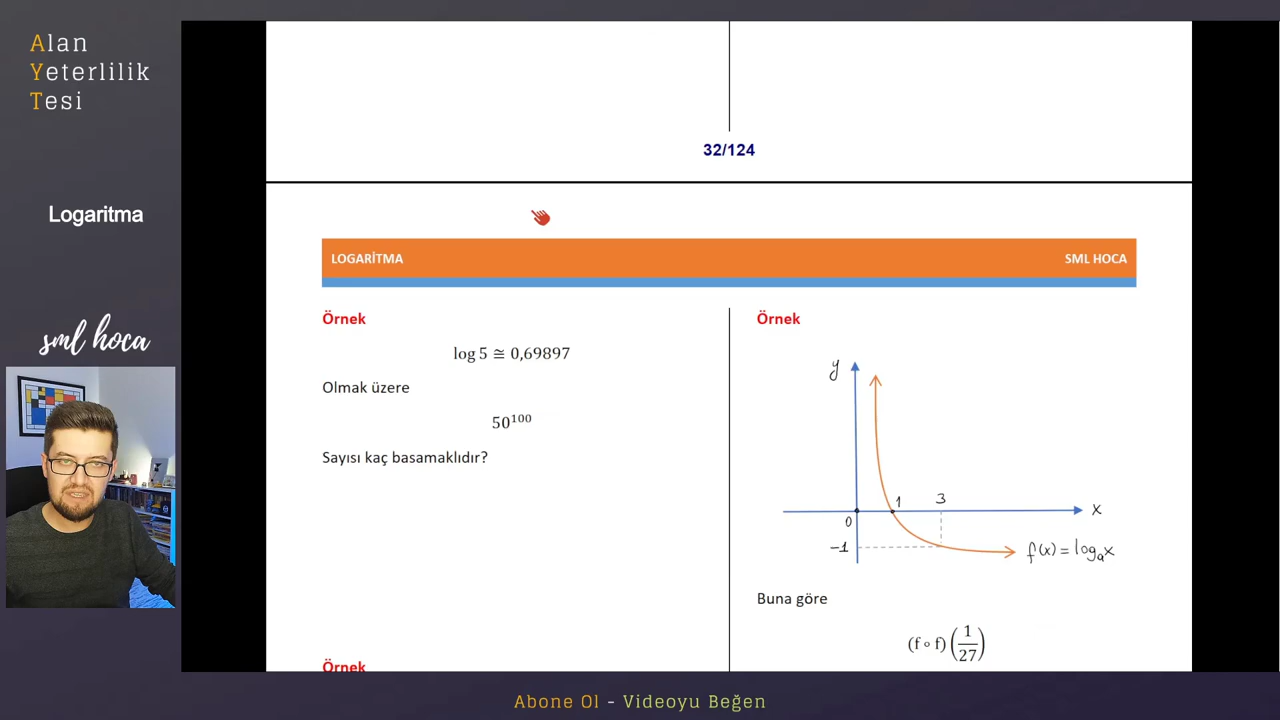 Alan
Yeterlilik
Tesi
Logaritma
sml hoca
32/124
LOGARİTMA
SML HOCA
Örnek
log 5 ≅ 0,69897
Olmak üzere
50¹⁰⁰
Sayısı kaç basamaklıdır?
Örnek
Örnek
y
1
3
x
0
-1
f(x) = logₐx
Buna göre
(f ∘ f)(1/27)
Abone Ol - Videoyu Beğen